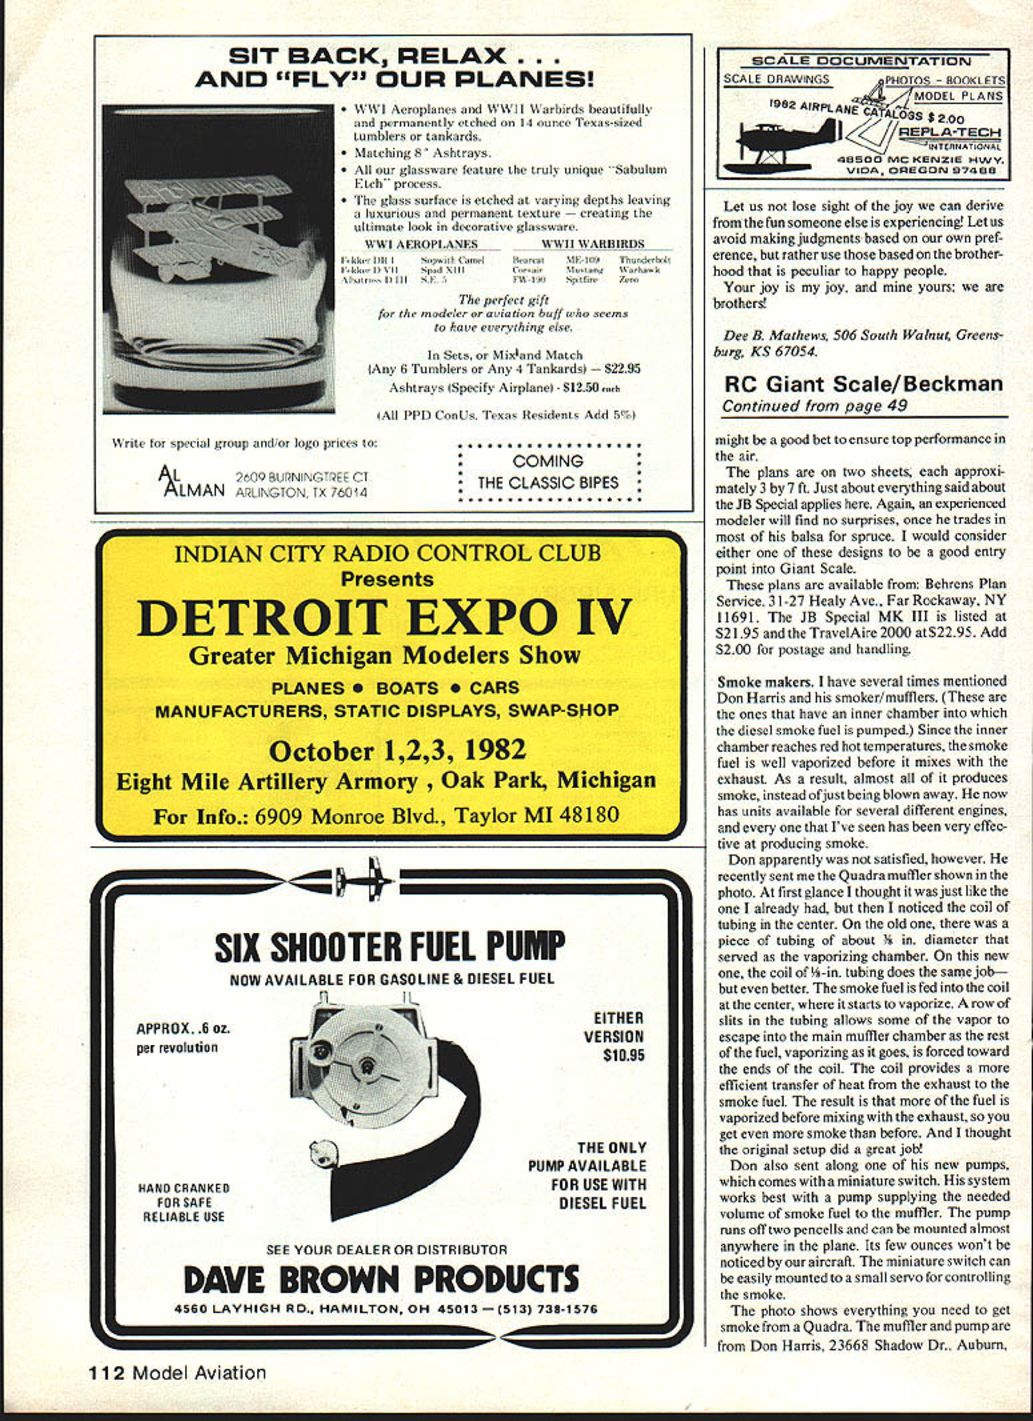 SIT BACK, RELAX . . .
AND "FLY" OUR PLANES!
• WWI Aeroplanes and WWII Warbirds beautifully
and permanently etched on 14 ounce Texas-sized
tumblers or tankards.
• Matching 8" Ashtrays.
• All our glassware feature the truly unique "Sabulum
Etch" process.
• The glass surface is etched at varying depths leaving
a luxurious and permanent texture — creating the
ultimate look in decorative glassware.
WWI AEROPLANES
Fokker DR I Sopwith Camel
Fokker D VII Spad XIII
Albatross D III S.E. 5
WWII WARBIRDS
Bearcat ME-109 Thunderbolt
Corsair Mustang Warhawk
FW-190 Spitfire Zero
The perfect gift
for the modeler or aviation buff who seems
to have everything else.
In Sets, or Mix and Match
(Any 6 Tumblers or Any 4 Tankards) — $22.95
Ashtrays (Specify Airplane) - $12.50 each
(All PPD ConUs, Texas Residents Add 5%)
Write for special group and/or logo prices to:
AL ALMAN
2609 BURNINGTREE CT.
ARLINGTON, TX 76014
COMING
THE CLASSIC BIPES
INDIAN CITY RADIO CONTROL CLUB
Presents
DETROIT EXPO IV
Greater Michigan Modelers Show
PLANES • BOATS • CARS
MANUFACTURERS, STATIC DISPLAYS, SWAP-SHOP
October 1,2,3, 1982
Eight Mile Artillery Armory , Oak Park, Michigan
For Info.: 6909 Monroe Blvd., Taylor MI 48180
SIX SHOOTER FUEL PUMP
NOW AVAILABLE FOR GASOLINE & DIESEL FUEL
APPROX. .6 oz.
per revolution
EITHER
VERSION
$10.95
HAND CRANKED
FOR SAFE
RELIABLE USE
THE ONLY
PUMP AVAILABLE
FOR USE WITH
DIESEL FUEL
SEE YOUR DEALER OR DISTRIBUTOR
DAVE BROWN PRODUCTS
4560 LAYHIGH RD., HAMILTON, OH 45013 — (513) 738-1576
SCALE DOCUMENTATION
SCALE DRAWINGS
PHOTOS - BOOKLETS
MODEL PLANS
1982 AIRPLANE CATALOGS $2.00
REPLA-TECH
INTERNATIONAL
48500 MC KENZIE HWY.
VIDA, OREGON 97488
Let us not lose sight of the joy we can derive
from the fun someone else is experiencing! Let us
avoid making judgments based on our own pref-
erence, but rather use those based on the brother-
hood that is peculiar to happy people.
Your joy is my joy, and mine yours; we are
brothers!
Dee B. Mathews, 506 South Walnut, Greens-
burg, KS 67054.
RC Giant Scale/Beckman
Continued from page 49
might be a good bet to ensure top performance in
the air.
The plans are on two sheets, each approxi-
mately 3 by 7 ft. Just about everything said about
the JB Special applies here. Again, an experienced
modeler will find no surprises, once he trades in
most of his balsa for spruce. I would consider
either one of these designs to be a good entry
point into Giant Scale.
These plans are available from: Behrens Plan
Service, 31-27 Healy Ave., Far Rockaway, NY
11691. The JB Special MK III is listed at
$21.95 and the TravelAire 2000 at $22.95. Add
$2.00 for postage and handling.
Smoke makers. I have several times mentioned
Don Harris and his smoker/mufflers. (These are
the ones that have an inner chamber into which
the diesel smoke fuel is pumped.) Since the inner
chamber reaches red hot temperatures, the smoke
fuel is well vaporized before it mixes with the
exhaust. As a result, almost all of it produces
smoke, instead of just being blown away. He now
has units available for several different engines,
and every one that I've seen has been very effec-
tive at producing smoke.
Don apparently was not satisfied, however. He
recently sent me the Quadra muffler shown in the
photo. At first glance I thought it was just like the
one I already had, but then I noticed the coil of
tubing in the center. On the old one, there was a
piece of tubing of about in. diameter that
served as the vaporizing chamber. On this new
one, the coil of ⅛-in. tubing does the same job—
but even better. The smoke fuel is fed into the coil
at the center, where it starts to vaporize. A row of
slits in the tubing allows some of the vapor to
escape into the main muffler chamber as the rest
of the fuel, vaporizing as it goes, is forced toward
the ends of the coil. The coil provides a more
efficient transfer of heat from the exhaust to the
smoke fuel. The result is that more of the fuel is
vaporized before mixing with the exhaust, so you
get even more smoke than before. And I thought
the original setup did a great job!
Don also sent along one of his new pumps,
which comes with a miniature switch. His system
works best with a pump supplying the needed
volume of smoke fuel to the muffler. The pump
runs off two pencells and can be mounted almost
anywhere in the plane. Its few ounces won't be
noticed by our aircraft. The miniature switch can
be easily mounted to a small servo for controlling
the smoke.
The photo shows everything you need to get
smoke from a Quadra. The muffler and pump are
from Don Harris, 23668 Shadow Dr., Auburn,
112 Model Aviation